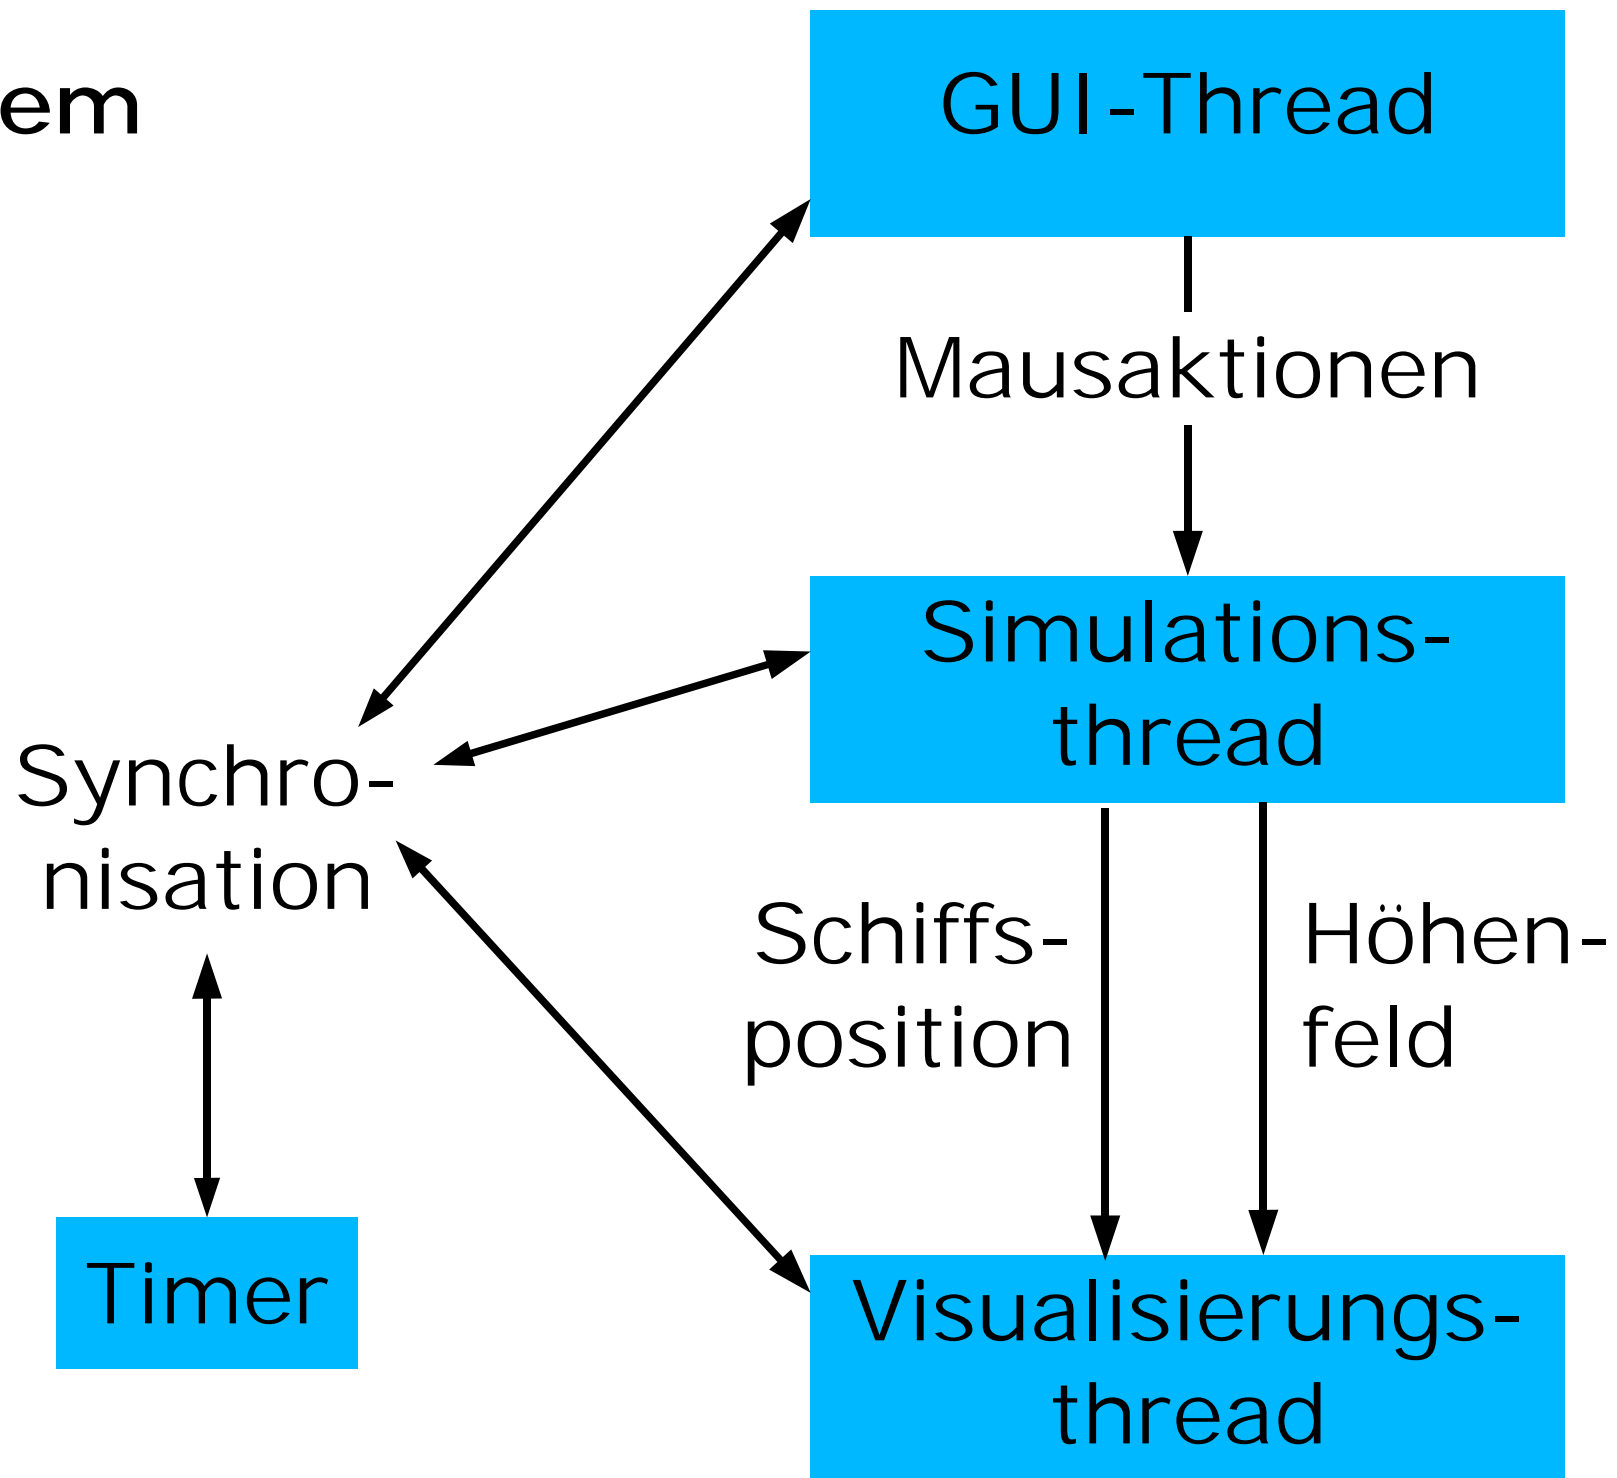 em
GUI-Thread
Mausaktionen
Simulations-
thread
Synchro-
nisation
Schiffs-
position
Höhen-
feld
Timer
Visualisierungs-
thread